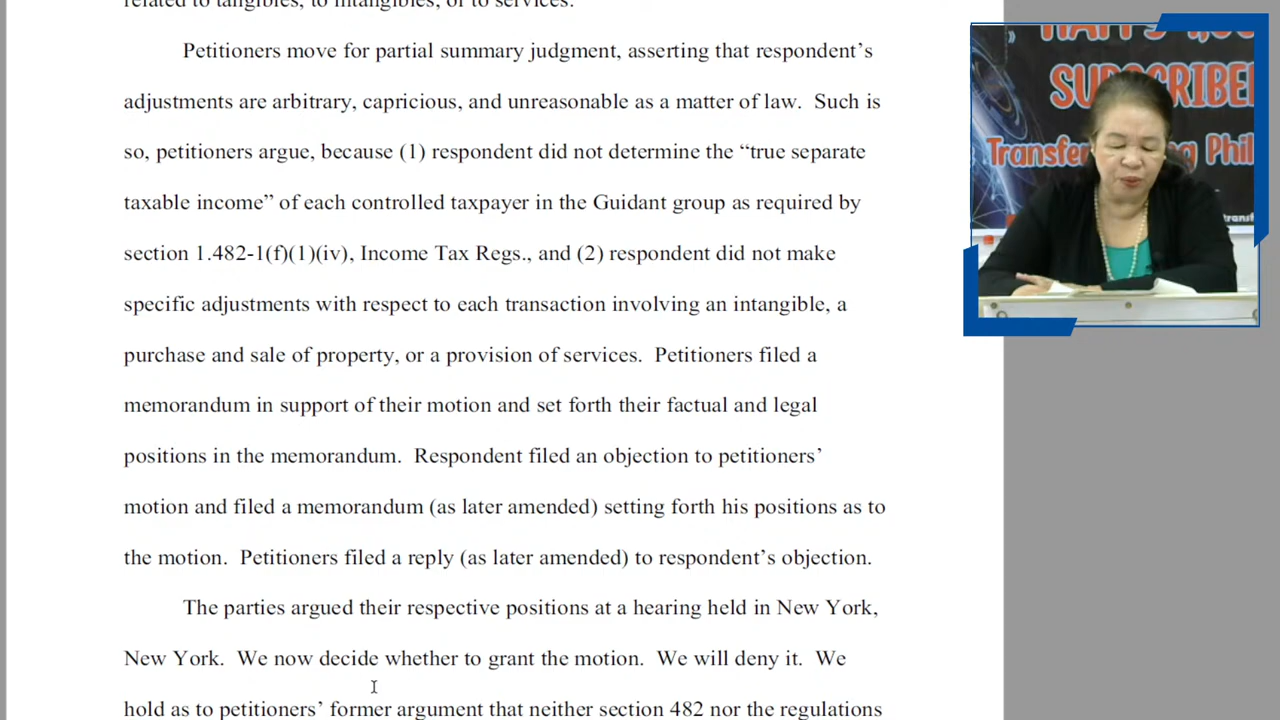 related to tangibles, to intangibles, or to services.
Petitioners move for partial summary judgment, asserting that respondent’s
adjustments are arbitrary, capricious, and unreasonable as a matter of law. Such is
so, petitioners argue, because (1) respondent did not determine the “true separate
taxable income” of each controlled taxpayer in the Guidant group as required by
section 1.482-1(f)(1)(iv), Income Tax Regs., and (2) respondent did not make
specific adjustments with respect to each transaction involving an intangible, a
purchase and sale of property, or a provision of services. Petitioners filed a
memorandum in support of their motion and set forth their factual and legal
positions in the memorandum. Respondent filed an objection to petitioners’
motion and filed a memorandum (as later amended) setting forth his positions as to
the motion. Petitioners filed a reply (as later amended) to respondent’s objection.
The parties argued their respective positions at a hearing held in New York,
New York. We now decide whether to grant the motion. We will deny it. We
hold as to petitioners’ former argument that neither section 482 nor the regulations